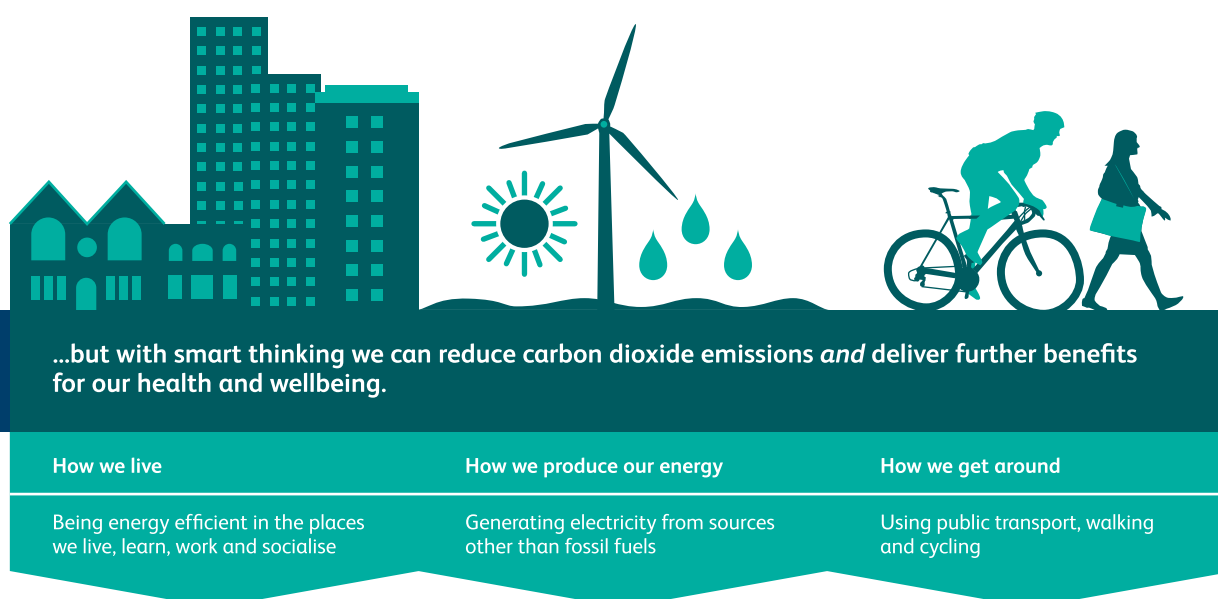 ...but with smart thinking we can reduce carbon dioxide emissions and deliver further benefits
for our health and wellbeing.
How we live
Being energy efficient in the places
we live, learn, work and socialise
How we produce our energy
Generating electricity from sources
other than fossil fuels
How we get around
Using public transport, walking
and cycling